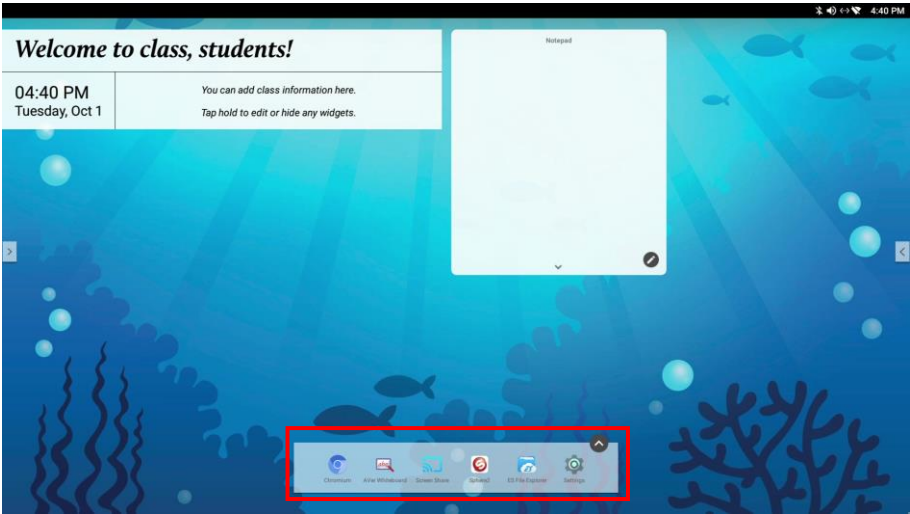 4:40 PM
Welcome to class, students!
04:40 PM
Tuesday, Oct 1
You can add class information here.
Tap hold to edit or hide any widgets.
Notepad
Chromium
Screen Share
ES File Explorer
Settings